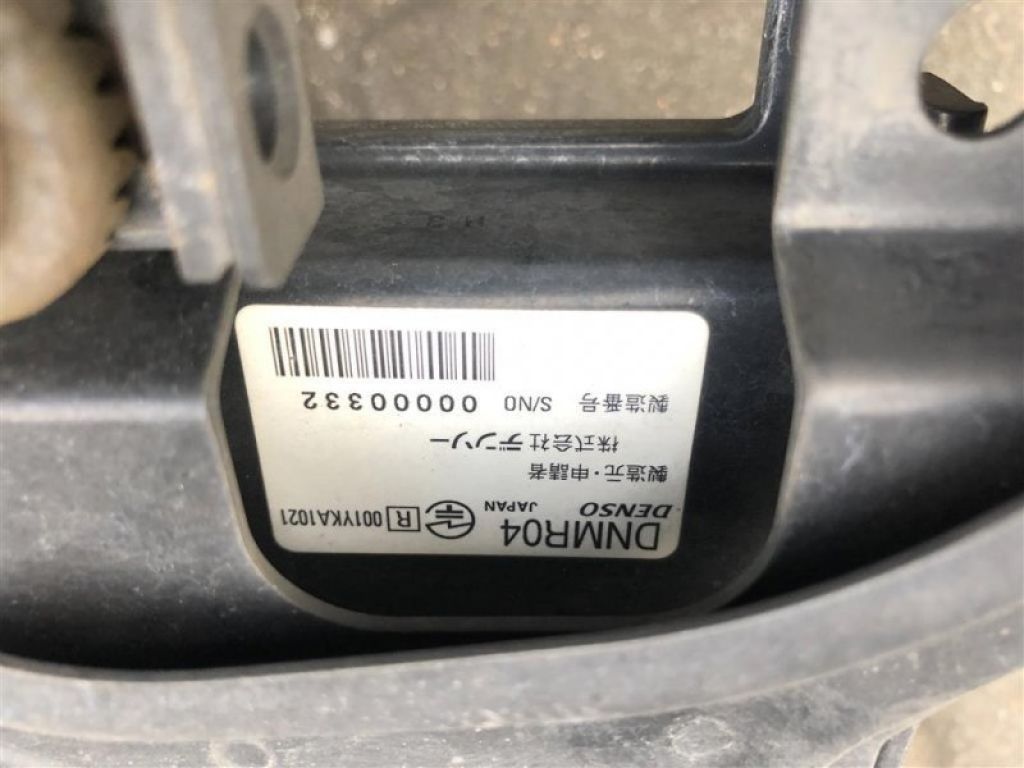 DNMR04
DENSO JAPAN
R 001YKA1021
製造元・申請者
株式会社 デンソー
製造番号 S/NO 00000332